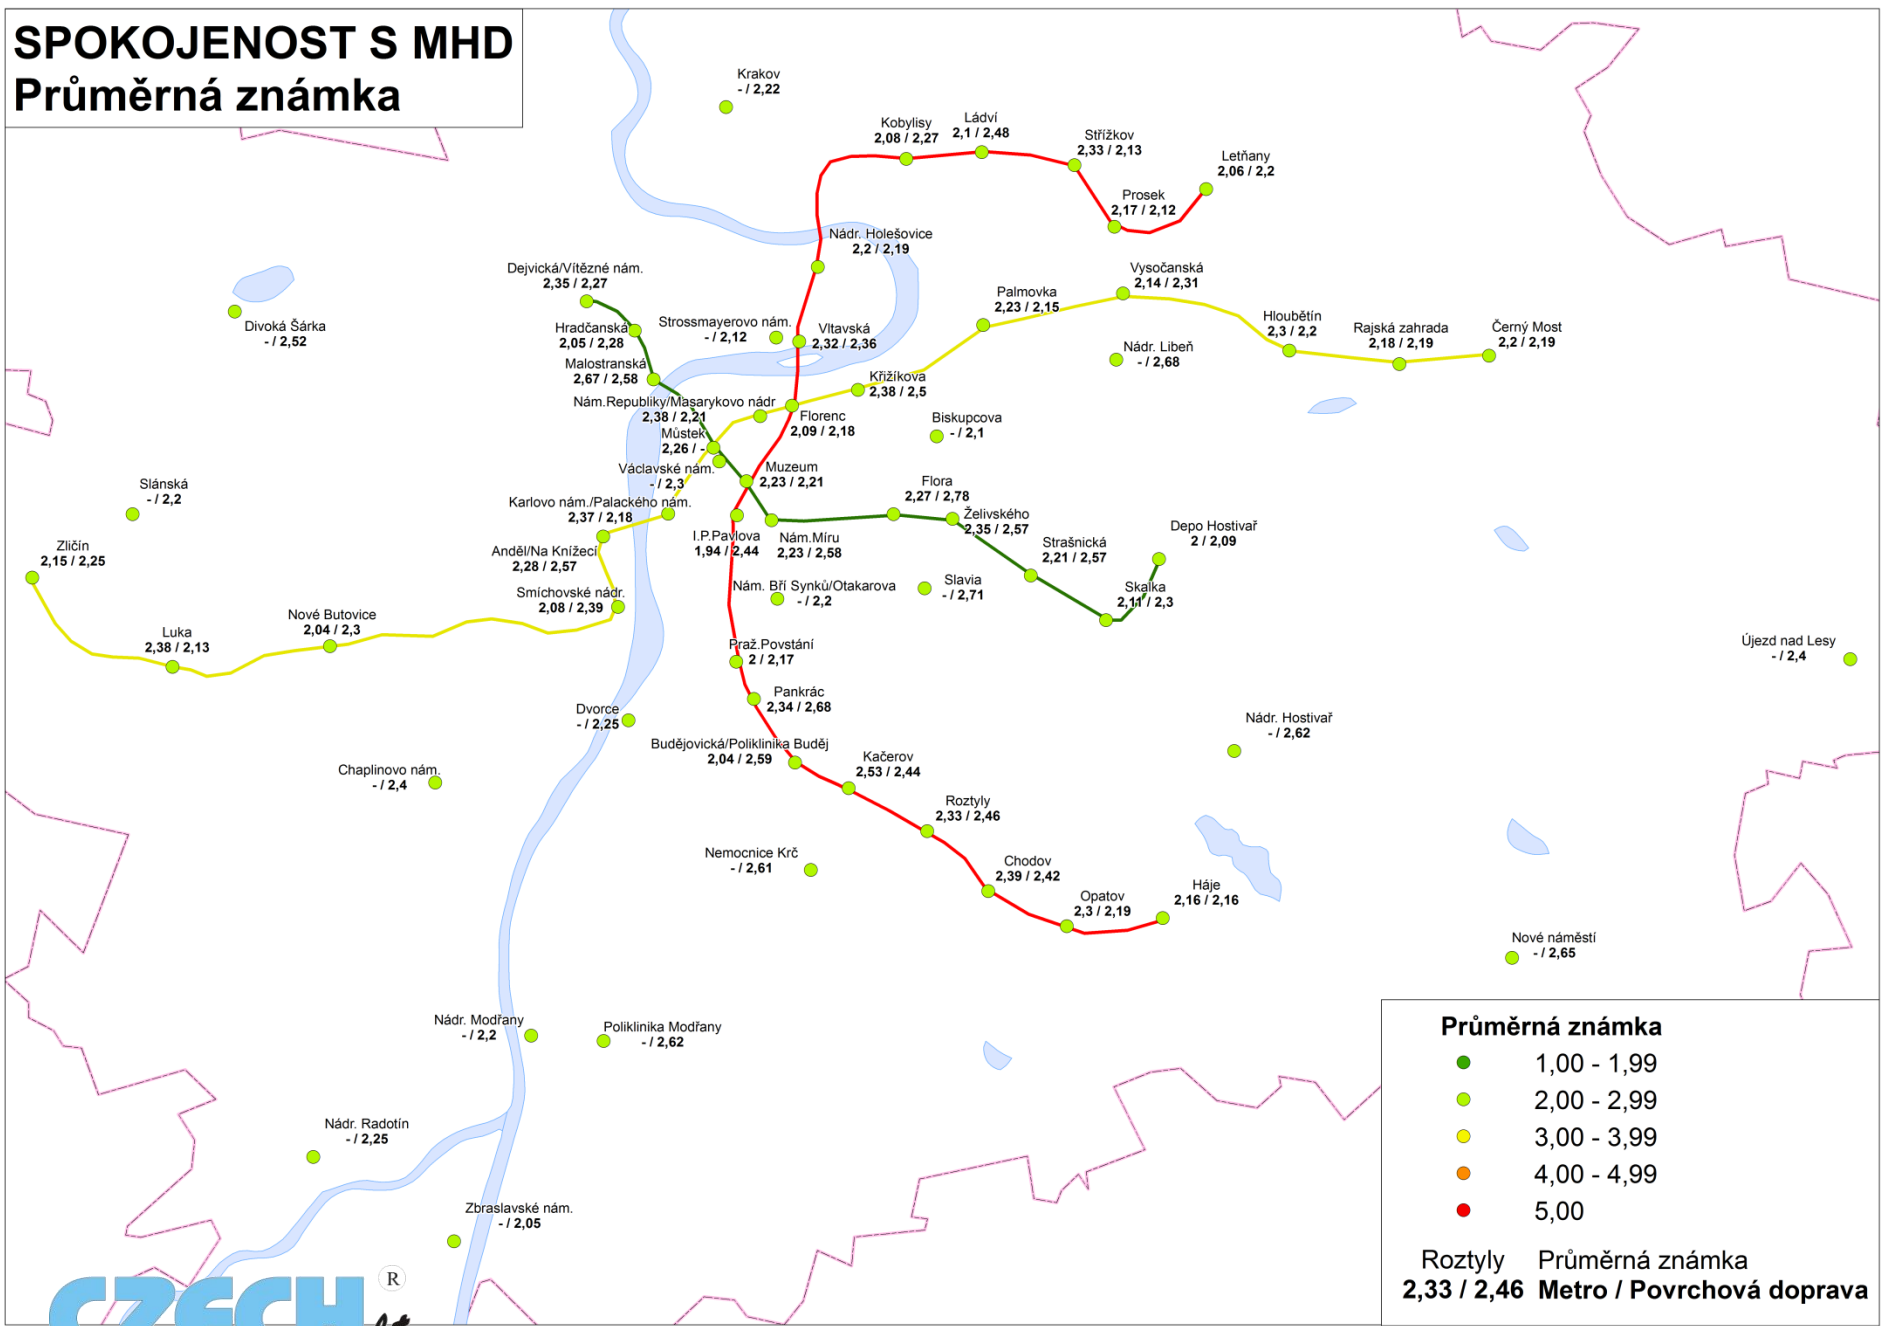 SPOKOJENOST S MHD
Průměrná známka
Krakov
- / 2,22
Kobylisy
2,08 / 2,27
Ládví
2,1 / 2,48
Střížkov
2,33 / 2,13
Letňany
2,06 / 2,2
Prosek
2,17 / 2,12
Nádr. Holešovice
2,2 / 2,19
Dejvická/Vítězné nám.
2,35 / 2,27
Vysočanská
2,14 / 2,31
Palmovka
2,23 / 2,15
Hradčanská
2,05 / 2,28
Strossmayerovo nám.
- / 2,12
Vltavská
2,32 / 2,36
Hloubětín
2,3 / 2,2
Rajská zahrada
2,18 / 2,19
Černý Most
2,2 / 2,19
Divoká Šárka
- / 2,52
Nádr. Libeň
- / 2,68
Malostranská
2,67 / 2,58
Křižíkova
2,38 / 2,5
Nám.Republiky/Masarykovo nádr
2,38 / 2,21
Florenc
2,09 / 2,18
Biskupcova
- / 2,1
Můstek
2,26 / -
Václavské nám.
- / 2,3
Muzeum
2,23 / 2,21
Slánská
- / 2,2
Flora
2,27 / 2,78
Karlovo nám./Palackého nám.
2,37 / 2,18
Želivského
2,35 / 2,57
Depo Hostivař
2 / 2,09
I.P.Pavlova
1,94 / 2,44
Nám.Míru
2,23 / 2,58
Strašnická
2,21 / 2,57
Zličín
2,15 / 2,25
Anděl/Na Knížecí
2,28 / 2,57
Nám. Bří Synků/Otakarova
- / 2,2
Slavia
- / 2,71
Skalka
2,11 / 2,3
Smíchovské nádr.
2,08 / 2,39
Nové Butovice
2,04 / 2,3
Luka
2,38 / 2,13
Praž.Povstání
2 / 2,17
Újezd nad Lesy
- / 2,4
Pankrác
2,34 / 2,68
Dvorce
- / 2,25
Nádr. Hostivař
- / 2,62
Budějovická/Poliklinika Buděj
2,04 / 2,59
Kačerov
2,53 / 2,44
Chaplinovo nám.
- / 2,4
Roztyly
2,33 / 2,46
Nemocnice Krč
- / 2,61
Chodov
2,39 / 2,42
Opatov
2,3 / 2,19
Háje
2,16 / 2,16
Nové náměstí
- / 2,65
Nádr. Modřany
- / 2,2
Poliklinika Modřany
- / 2,62
Nádr. Radotín
- / 2,25
Zbraslavské nám.
- / 2,05
Průměrná známka
1,00 - 1,99
2,00 - 2,99
3,00 - 3,99
4,00 - 4,99
5,00
Roztyly Průměrná známka
2,33 / 2,46 Metro / Povrchová doprava
CZECH
R